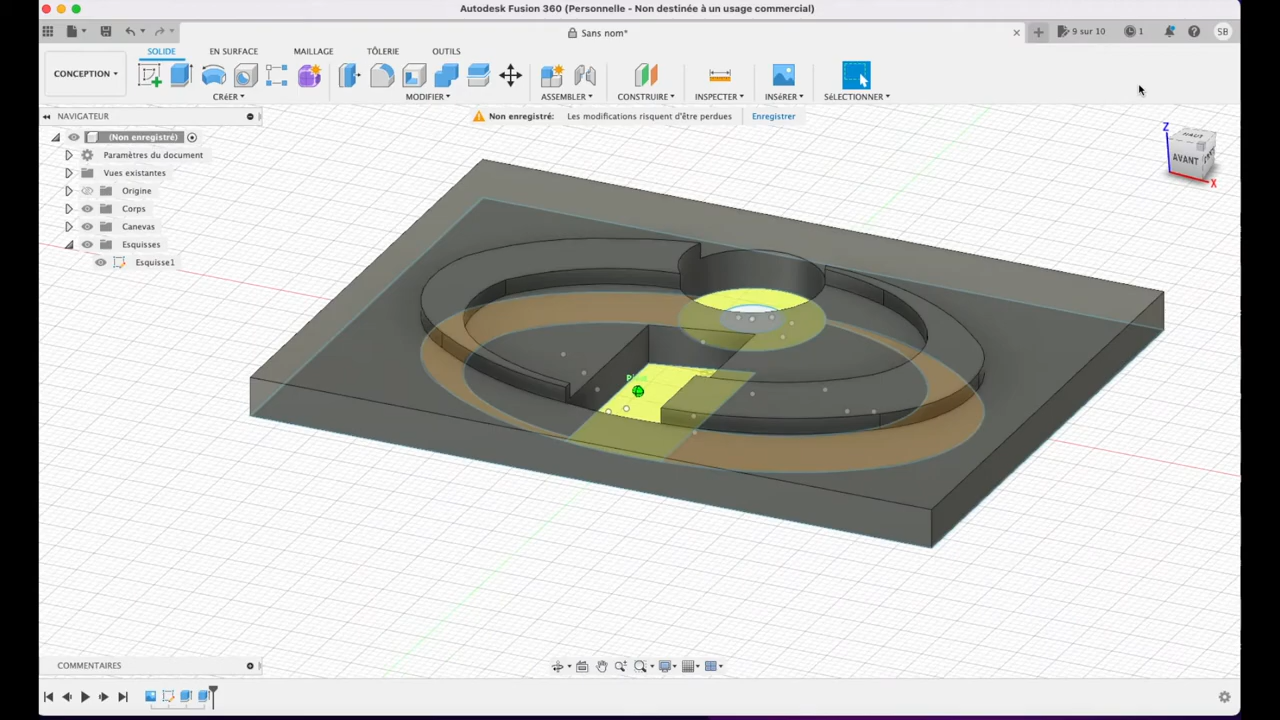 Autodesk Fusion 360 (Personnelle - Non destinée à un usage commercial)
Sans nom*
9 sur 10
1
SB
SOLIDE
EN SURFACE
MAILLAGE
TÔLERIE
OUTILS
CONCEPTION
CRÉER
MODIFIER
ASSEMBLER
CONSTRUIRE
INSPECTER
INSÉRER
SÉLECTIONNER
NAVIGATEUR
Non enregistré:
Les modifications risquent d'être perdues
Enregistrer
(Non enregistré)
Paramètres du document
Vues existantes
Origine
Corps
Canevas
Esquisses
Esquisse1
Z
HAUT
AVANT
X
COMMENTAIRES